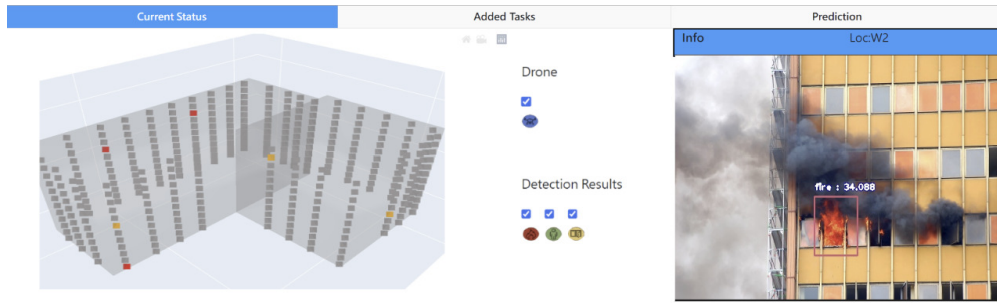 Current Status
Added Tasks
Prediction
Info
Loc:W2
Drone
Detection Results
fire : 34.088